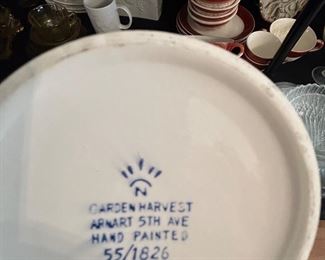 N
GARDEN HARVEST
ARNART 5TH AVE
HAND PAINTED
55/1826